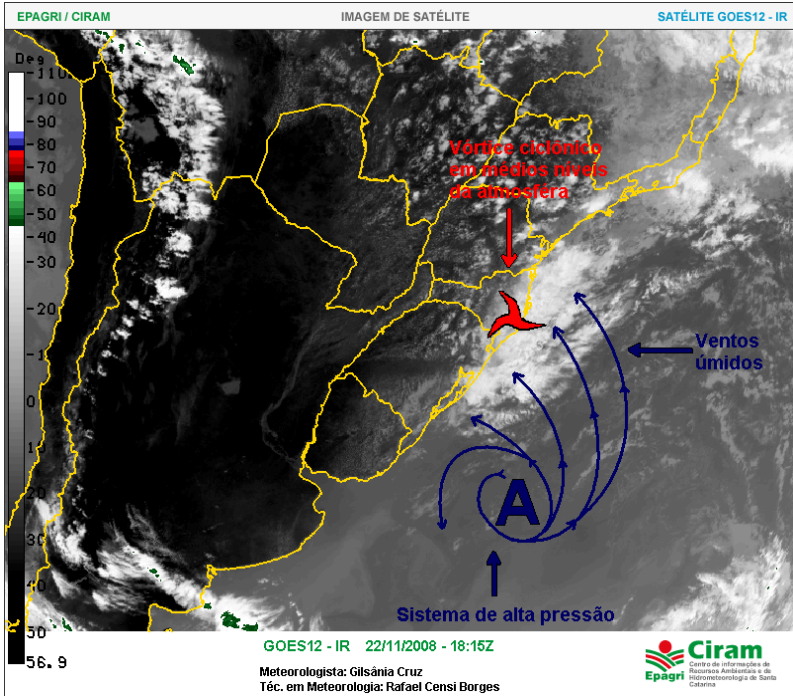 EPAGRI / CIRAM
IMAGEM DE SATÉLITE
SATÉLITE GOES12 - IR
Deg
-110
-100
-90
-80
-70
-60
-50
-40
-30
-20
-10
0
10
20
30
40
50
56.9
Vórtice ciclônico
em médios níveis
da atmosfera
Ventos
úmidos
A
Sistema de alta pressão
GOES12 - IR 22/11/2008 - 18:15Z
Meteorologista: Gilsânia Cruz
Téc. em Meteorologia: Rafael Censi Borges
Epagri
Ciram
Centro de informações de
Recursos Ambientais e de
Hidrometeorologia de Santa
Catarina